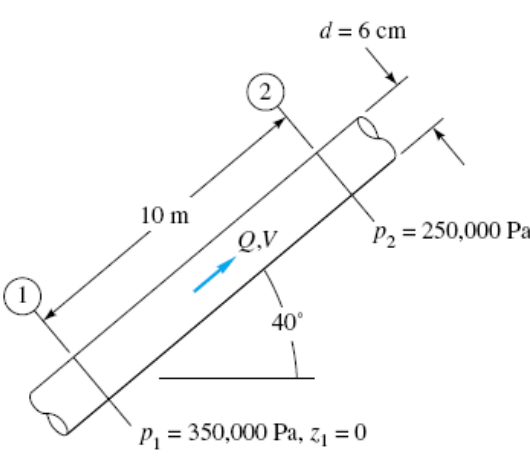 d = 6 cm
2
10 m
Q,V
p₂ = 250,000 Pa
1
40°
p₁ = 350,000 Pa, z₁ = 0